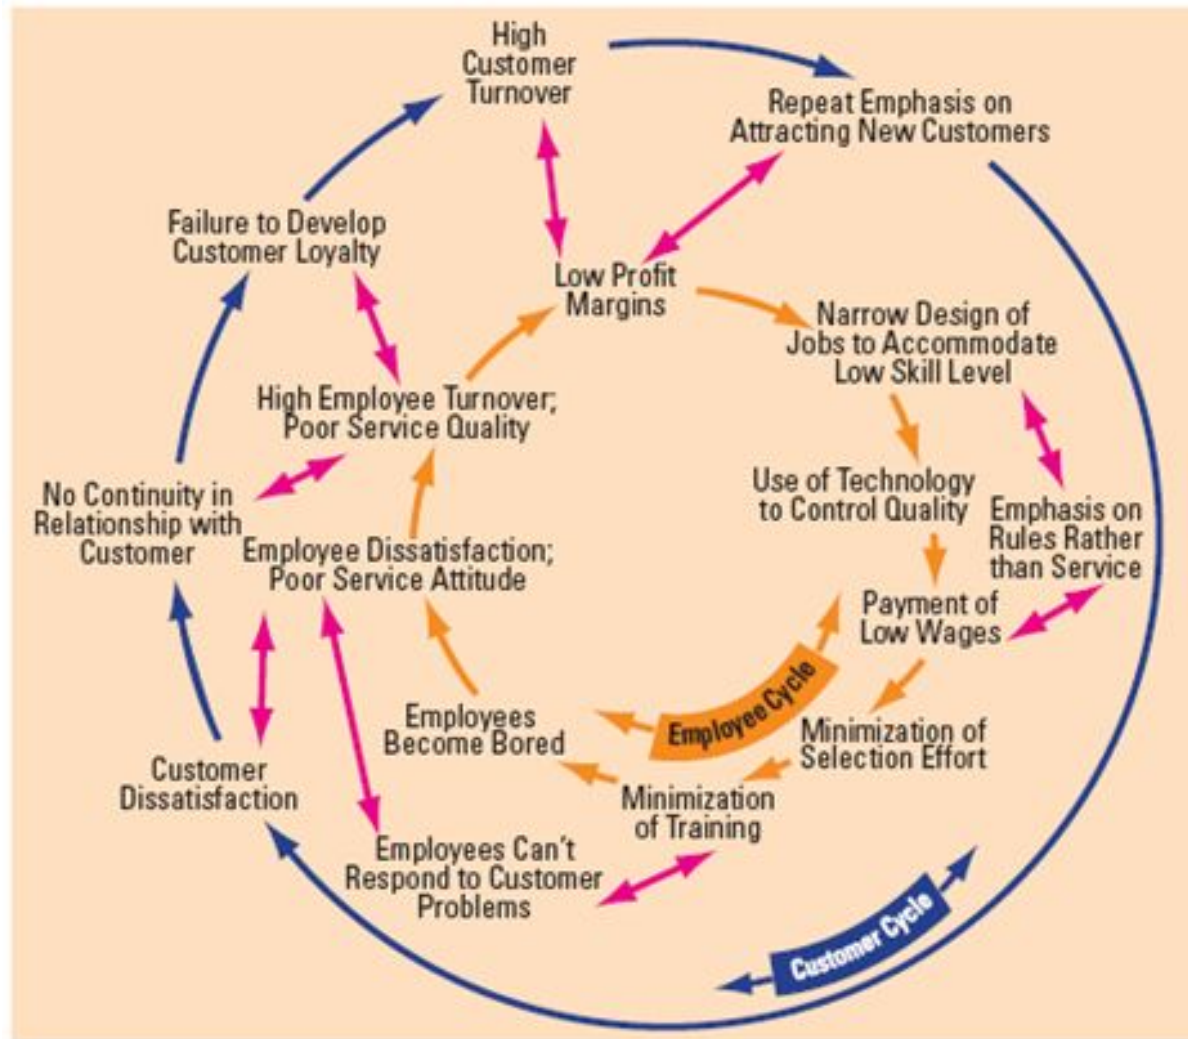 High
Customer
Turnover
Repeat Emphasis on
Attracting New Customers
Failure to Develop
Customer Loyalty
Low Profit
Margins
Narrow Design of
Jobs to Accommodate
Low Skill Level
High Employee Turnover;
Poor Service Quality
Use of Technology
to Control Quality
No Continuity in
Relationship with
Customer
Emphasis on
Rules Rather
than Service
Employee Dissatisfaction;
Poor Service Attitude
Payment of
Low Wages
Employee Cycle
Employees
Become Bored
Minimization of
Selection Effort
Customer
Dissatisfaction
Minimization
of Training
Employees Can't
Respond to Customer
Problems
Customer Cycle